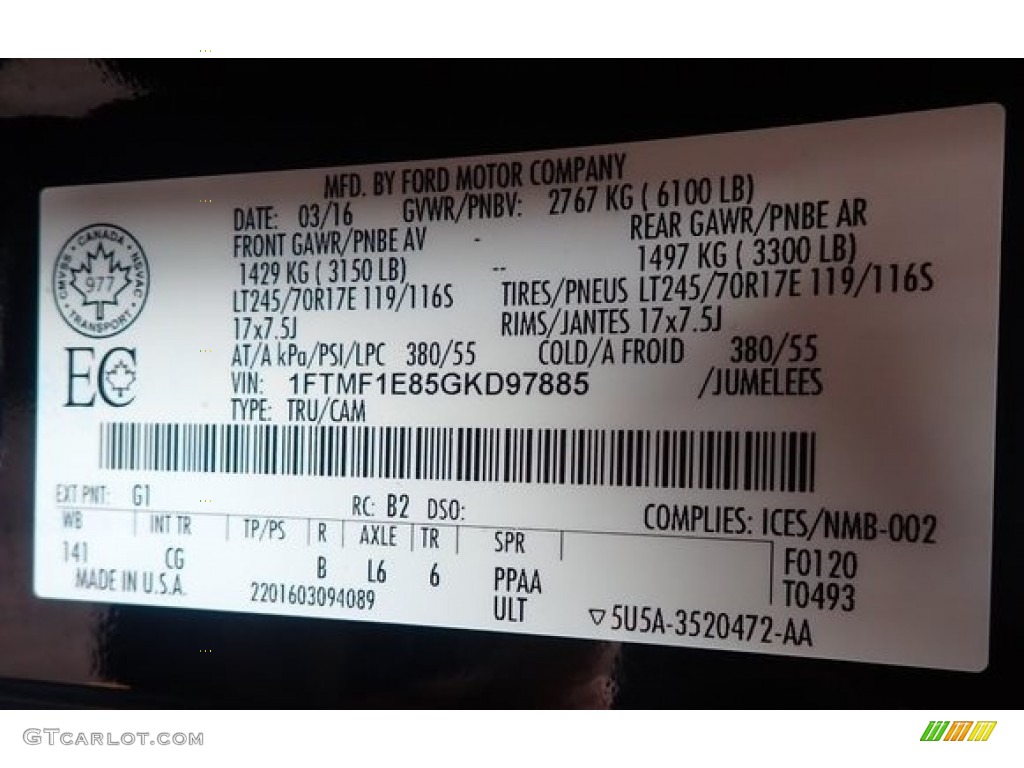 MFD. BY FORD MOTOR COMPANY
DATE: 03/16 GVWR/PNBV: 2767 KG ( 6100 LB)
FRONT GAWR/PNBE AV - REAR GAWR/PNBE AR
1429 KG ( 3150 LB) -- 1497 KG ( 3300 LB)
LT245/70R17E 119/116S TIRES/PNEUS LT245/70R17E 119/116S
17x7.5J RIMS/JANTES 17x7.5J
AT/A kPa/PSI/LPC 380/55 COLD/A FROID 380/55
VIN: 1FTMF1E85GKD97885 /JUMELEES
TYPE: TRU/CAM
CANADA
CMVSS NSVAC
977
TRANSPORT
EC
EXT PNT: G1 RC: B2 DSO:
COMPLIES: ICES/NMB-002
WB INT TR TP/PS R AXLE TR SPR
141 CG B L6 6 PPAA F0120
MADE IN U.S.A. 2201603094089 ULT T0493
▽5U5A-3520472-AA
GTCARLOT.COM